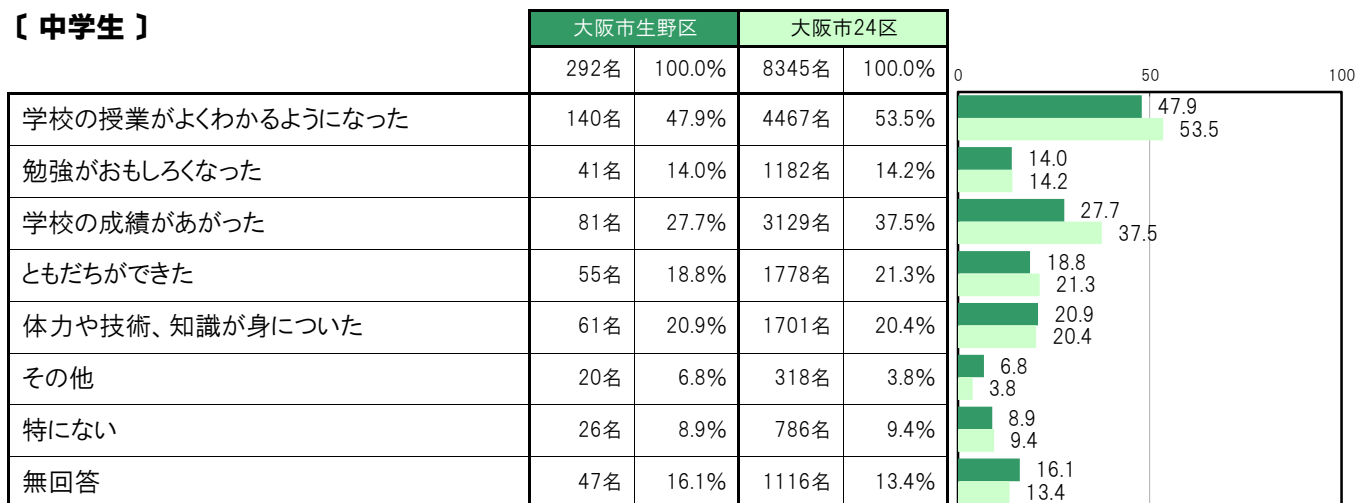 〔 中学生 〕
大阪市生野区 大阪市24区
292名 100.0% 8345名 100.0%
0 50 100
学校の授業がよくわかるようになった 140名 47.9% 4467名 53.5% 47.9
53.5
勉強がおもしろくなった 41名 14.0% 1182名 14.2% 14.0
14.2
学校の成績があがった 81名 27.7% 3129名 37.5% 27.7
37.5
ともだちができた 55名 18.8% 1778名 21.3% 18.8
21.3
体力や技術、知識が身についた 61名 20.9% 1701名 20.4% 20.9
20.4
その他 20名 6.8% 318名 3.8% 6.8
3.8
特にない 26名 8.9% 786名 9.4% 8.9
9.4
無回答 47名 16.1% 1116名 13.4% 16.1
13.4